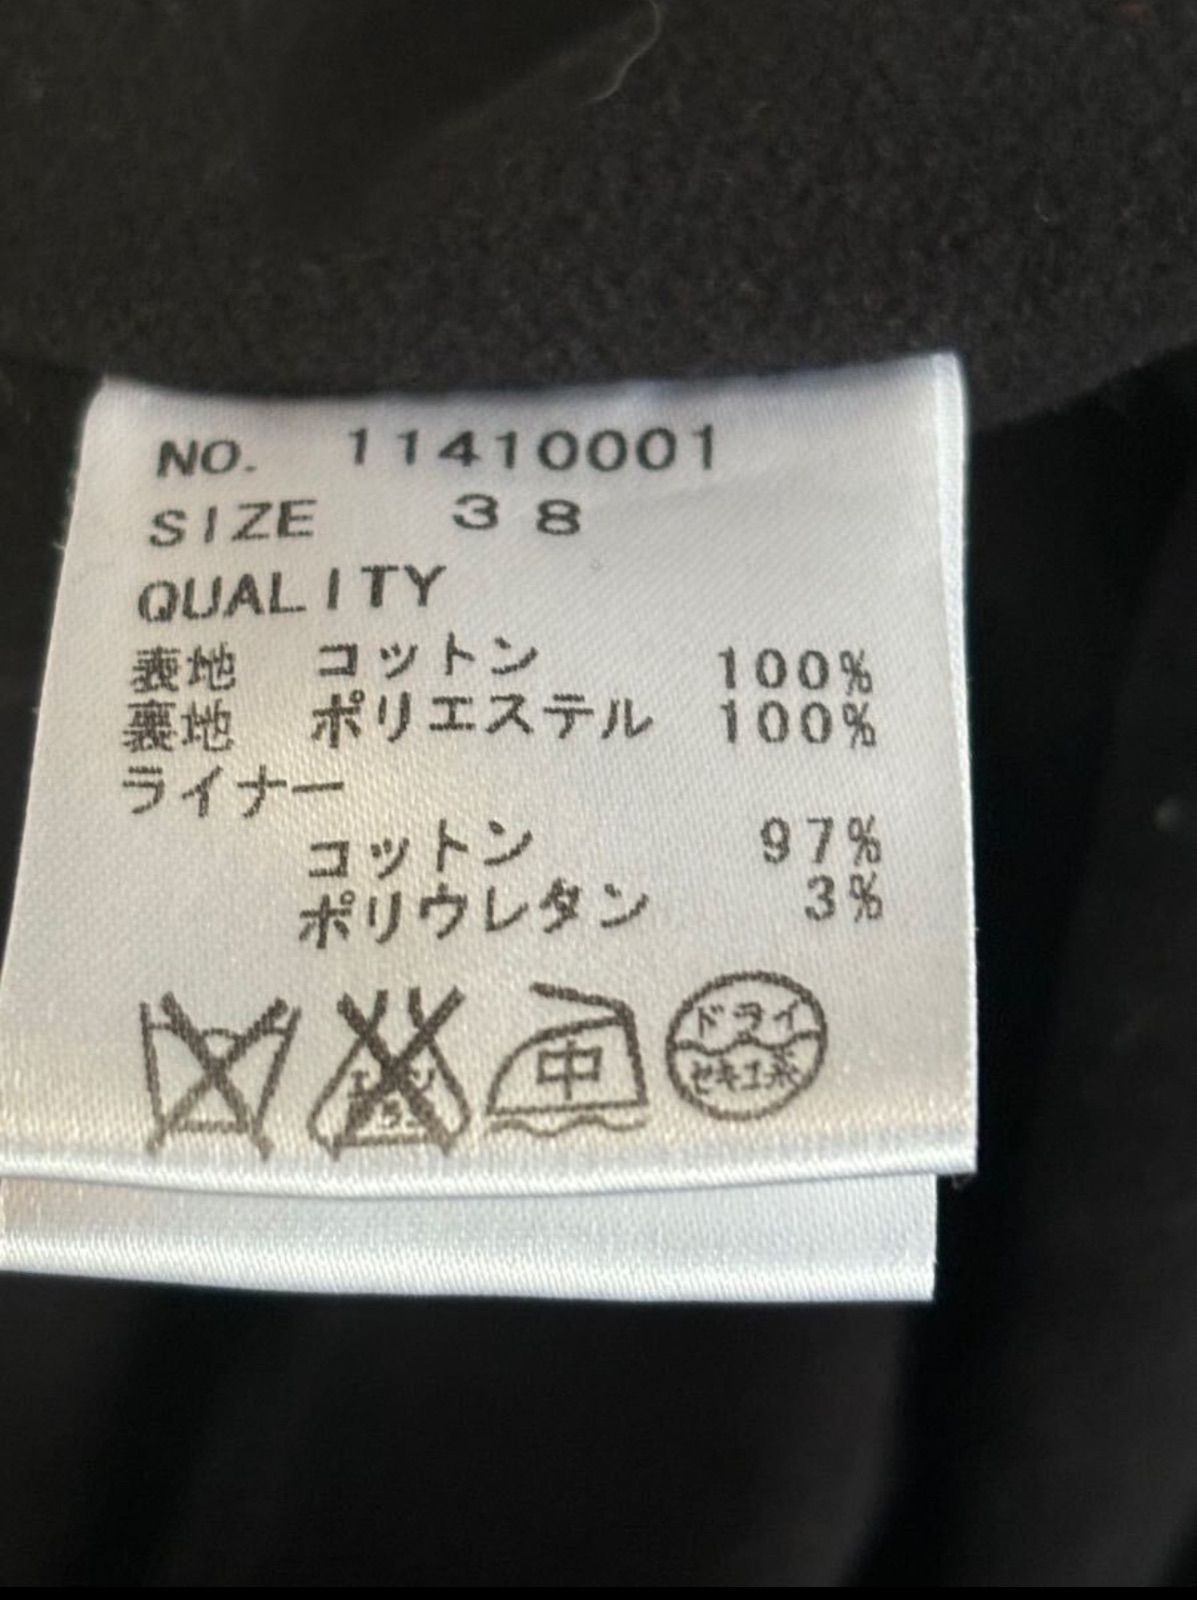 NO. 11410001
SIZE 38
QUALITY
表地 コットン 100%
裏地 ポリエステル 100%
ライナー
コットン 97%
ポリウレタン 3%
中 ドライ
セキユ系